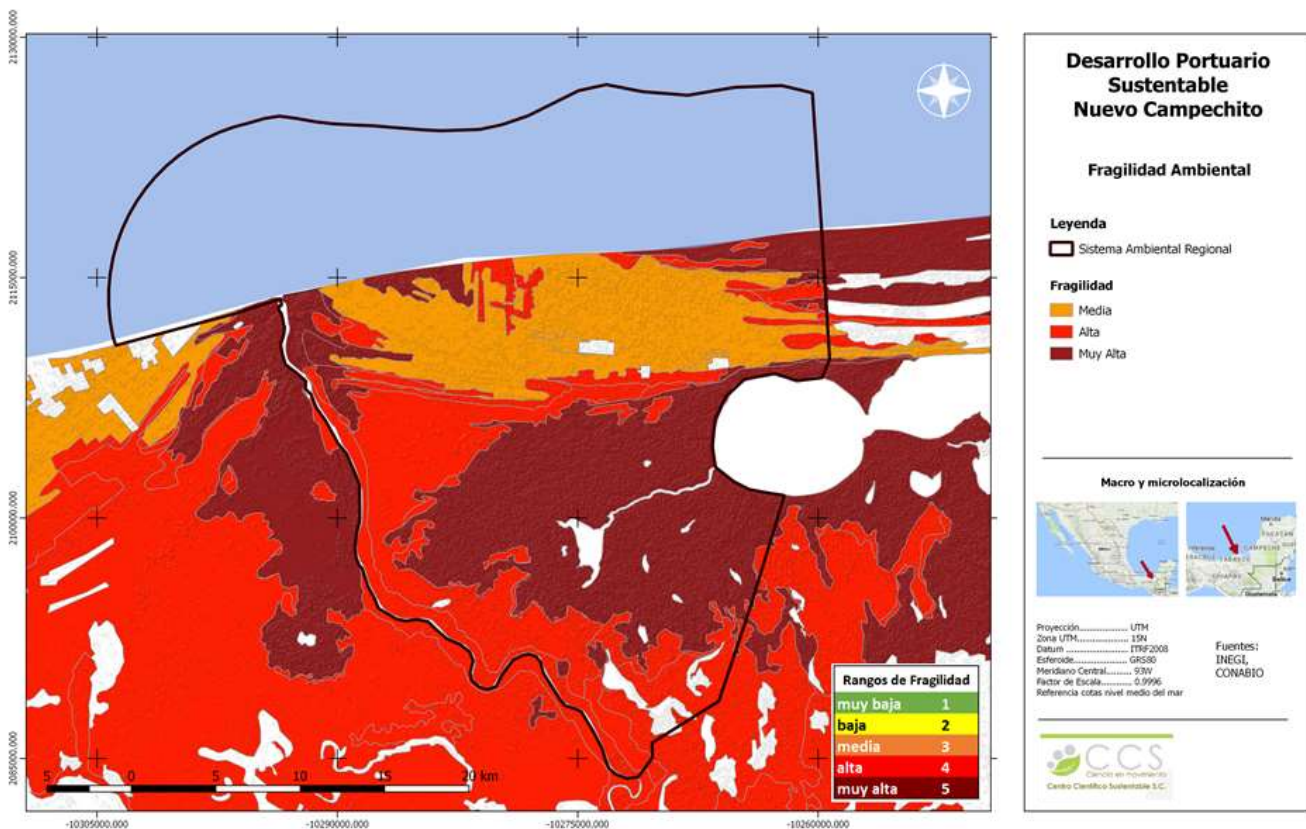 Desarrollo Portuario
Sustentable
Nuevo Campechito
Fragilidad Ambiental
Leyenda
Sistema Ambiental Regional
Fragilidad
Media
Alta
Muy Alta
Macro y microlocalización
Proyección................ UTM
Zona UTM.............. 15N
Datum ................... ITRF2008
Esferoide................ GRS80
Meridiano Central......... 93W
Factor de Escala........... 0.9996
Referencia cotas nivel medio del mar
Fuentes:
INEGI,
CONABIO
CCS
Ciencia en movimiento
Centro Científico Sustentable S.C.
Rangos de Fragilidad
muy baja 1
baja 2
media 3
alta 4
muy alta 5
5 0 5 10 15 20 km
2130000.000
2115000.000
2100000.000
2085000.000
-10305000.000 -10290000.000 -10275000.000 -10260000.000